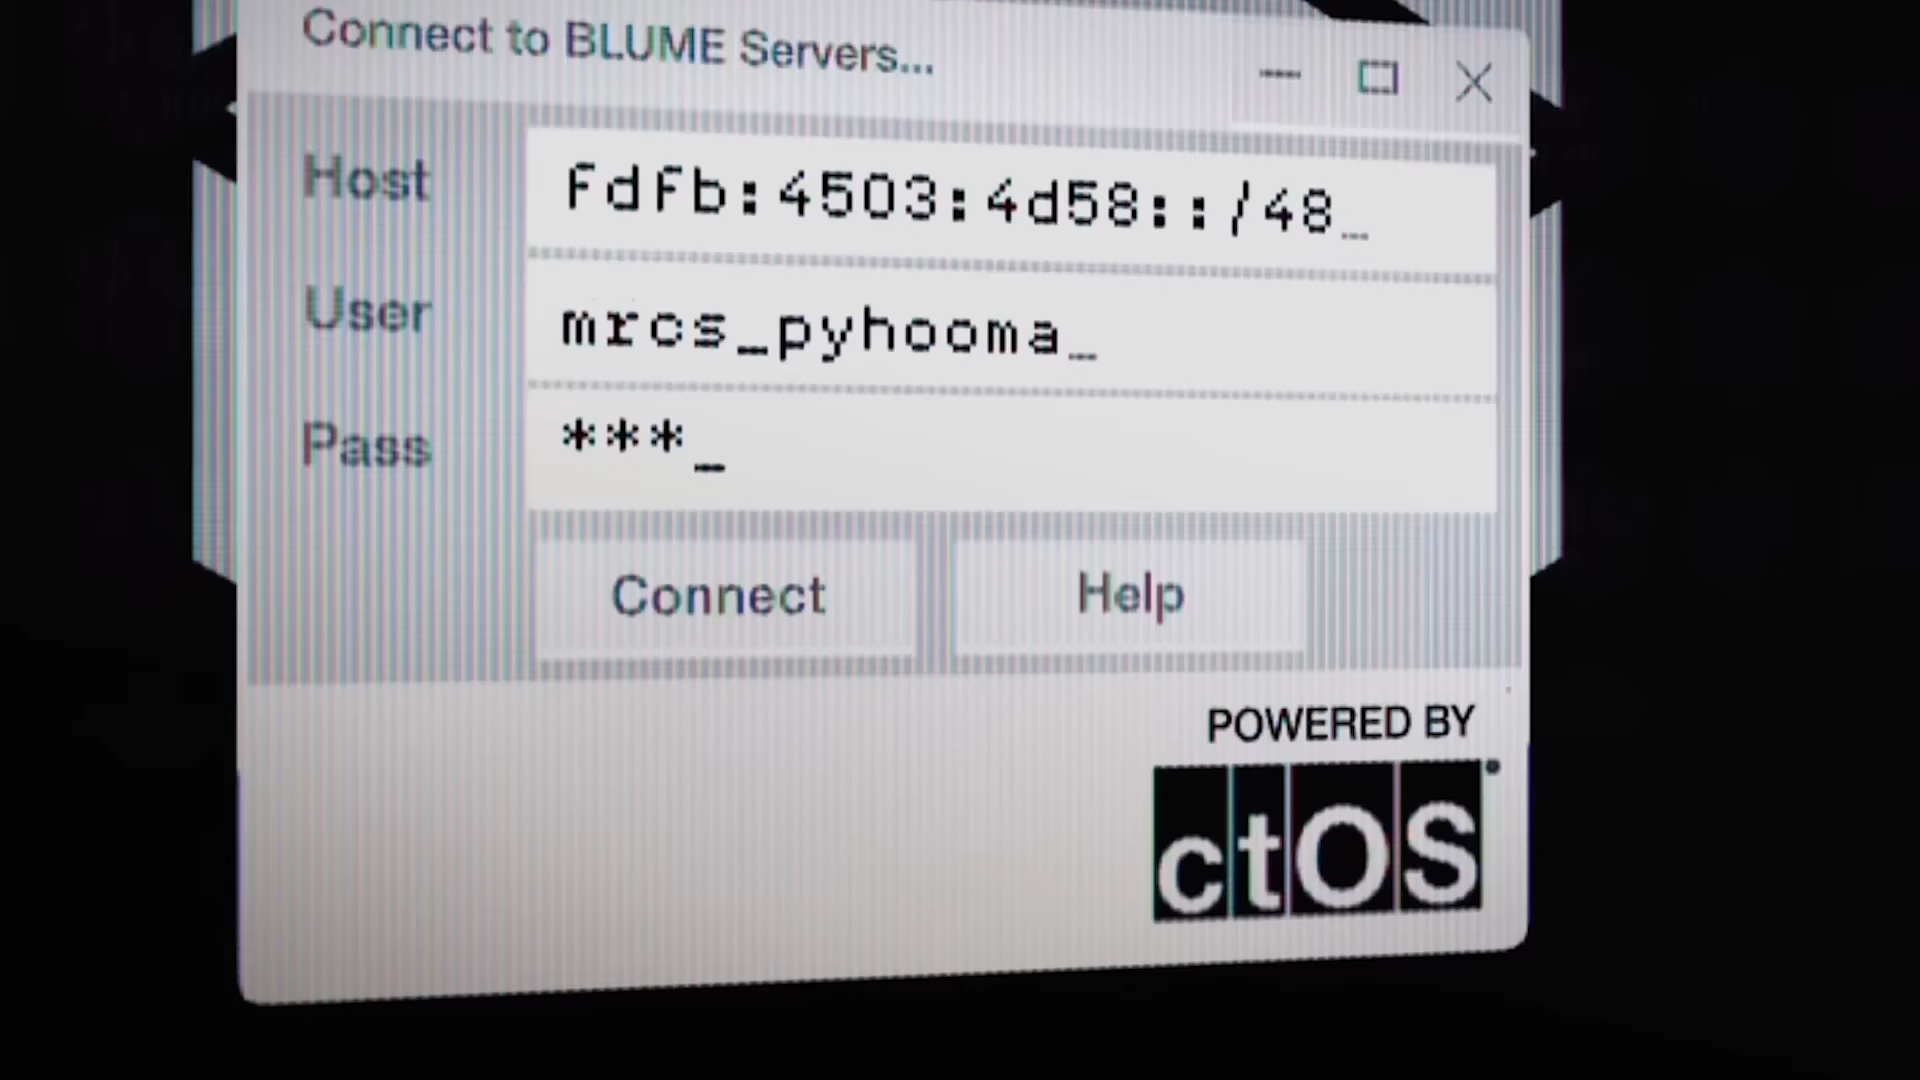 Connect to BLUME Servers...
Host fdfb:4503:4d58::/48_
User mrcs_pyhooma_
Pass ***_
Connect Help
POWERED BY
ctOS